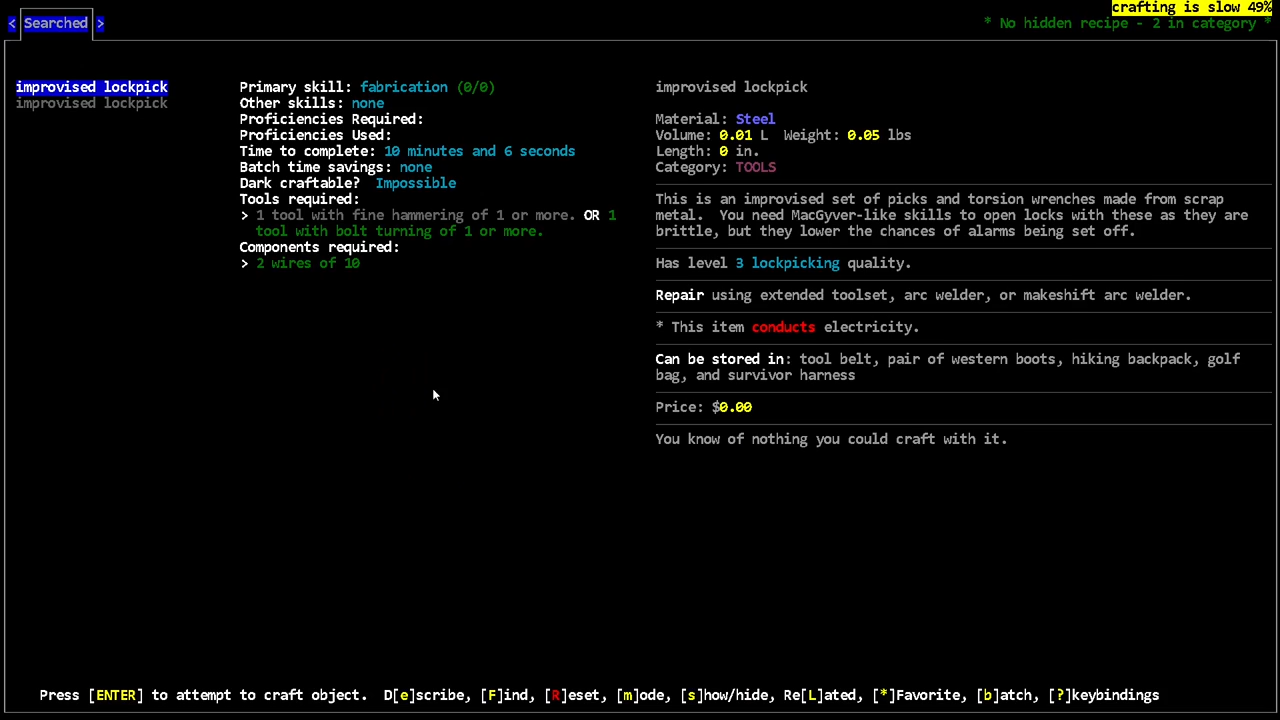 crafting is slow 49%
< Searched >
* No hidden recipe - 2 in category *
improvised lockpick
improvised lockpick
Primary skill: fabrication (0/0)
Other skills: none
Proficiencies Required:
Proficiencies Used:
Time to complete: 10 minutes and 6 seconds
Batch time savings: none
Dark craftable? Impossible
Tools required:
> 1 tool with fine hammering of 1 or more. OR 1
tool with bolt turning of 1 or more.
Components required:
> 2 wires of 10
improvised lockpick
Material: Steel
Volume: 0.01 L Weight: 0.05 lbs
Length: 0 in.
Category: TOOLS
This is an improvised set of picks and torsion wrenches made from scrap
metal. You need MacGyver-like skills to open locks with these as they are
brittle, but they lower the chances of alarms being set off.
Has level 3 lockpicking quality.
Repair using extended toolset, arc welder, or makeshift arc welder.
* This item conducts electricity.
Can be stored in: tool belt, pair of western boots, hiking backpack, golf
bag, and survivor harness
Price: $0.00
You know of nothing you could craft with it.
Press [ENTER] to attempt to craft object. D[e]scribe, [F]ind, [R]eset, [m]ode, [s]how/hide, Re[L]ated, [*]Favorite, [b]atch, [?]keybindings